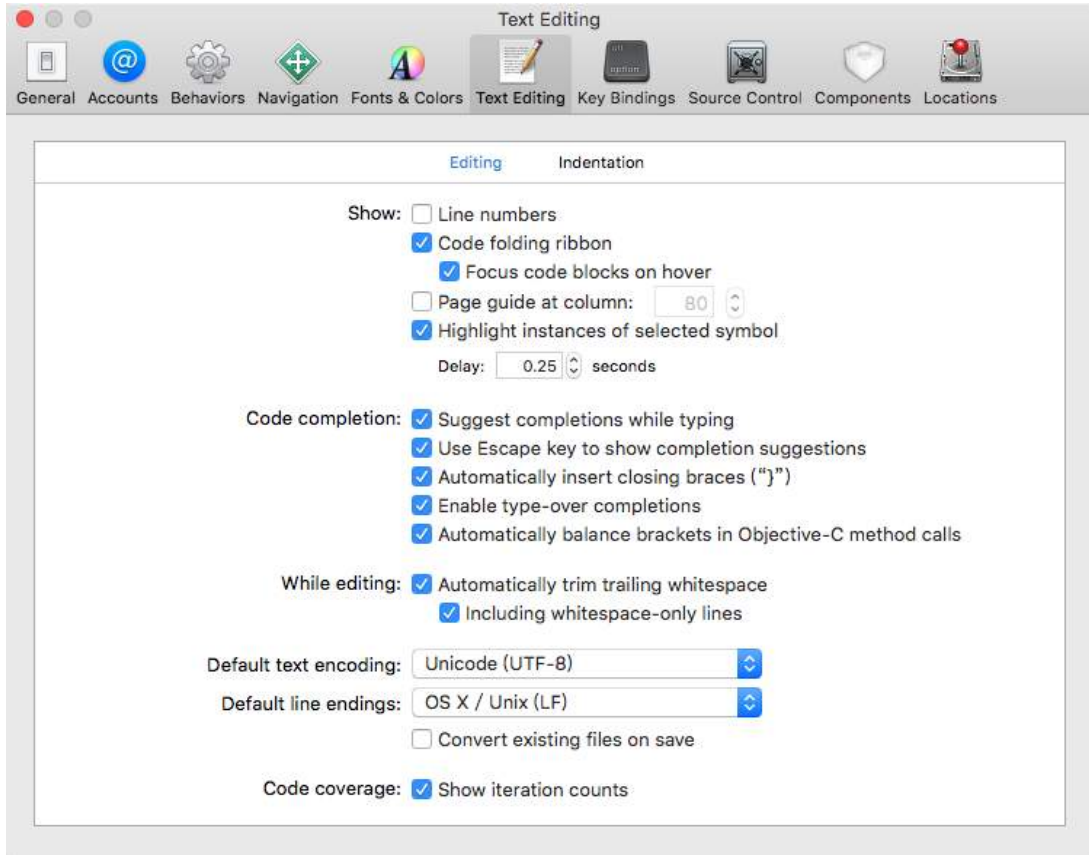 Text Editing
General Accounts Behaviors Navigation Fonts & Colors Text Editing Key Bindings Source Control Components Locations
Editing Indentation
Show: Line numbers
Code folding ribbon
Focus code blocks on hover
Page guide at column: 80
Highlight instances of selected symbol
Delay: 0.25 seconds
Code completion: Suggest completions while typing
Use Escape key to show completion suggestions
Automatically insert closing braces (“}”)
Enable type-over completions
Automatically balance brackets in Objective-C method calls
While editing: Automatically trim trailing whitespace
Including whitespace-only lines
Default text encoding: Unicode (UTF-8)
Default line endings: OS X / Unix (LF)
Convert existing files on save
Code coverage: Show iteration counts